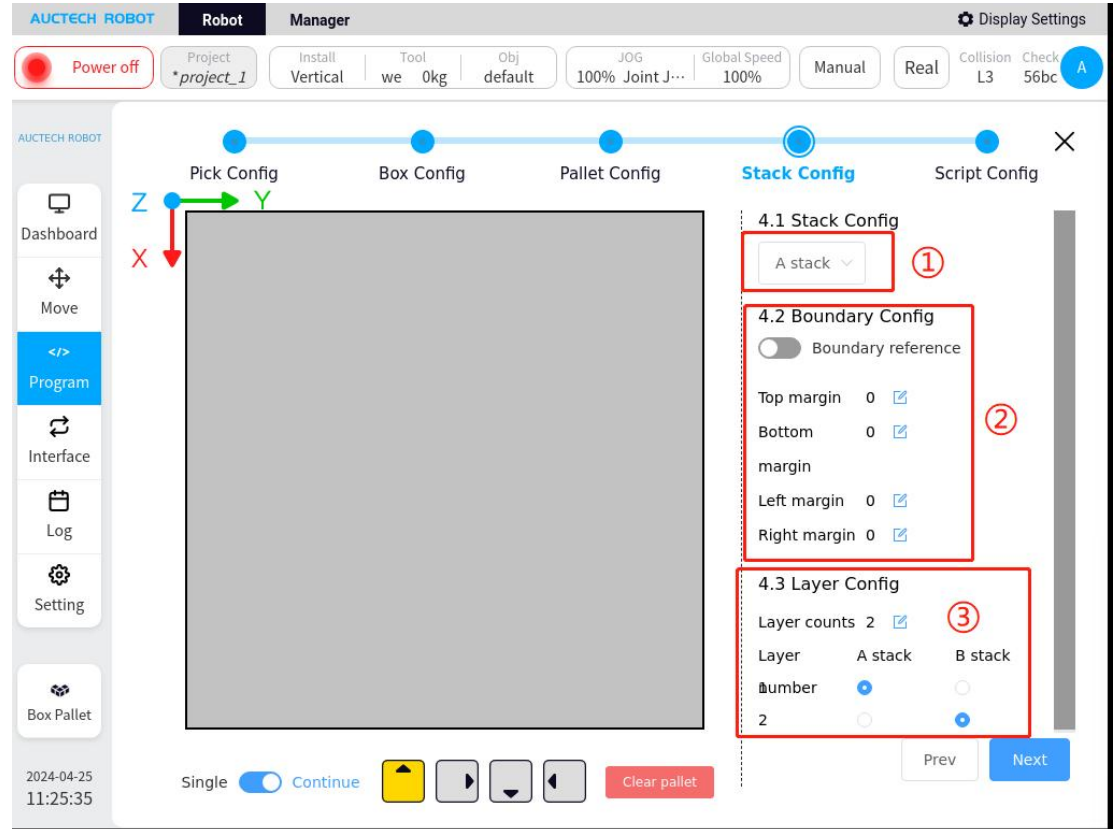 AUCTECH ROBOT Robot Manager Display Settings
Power off
Project
*project_1
Install
Vertical
Tool
we 0kg
Obj
default
JOG
100% Joint J···
Global Speed
100%
Manual
Real
Collision
L3
Check
56bc
A
AUCTECH ROBOT
Dashboard
Move
</>
Program
Interface
Log
Setting
Box Pallet
2024-04-25
11:25:35
Pick Config Box Config Pallet Config Stack Config Script Config
Z Y
X
4.1 Stack Config
A stack ①
4.2 Boundary Config
Boundary reference
Top margin 0
②
Bottom 0
margin
Left margin 0
Right margin 0
4.3 Layer Config
③
Layer counts 2
Layer A stack B stack
number
1
2
Prev Next
Single Continue Clear pallet